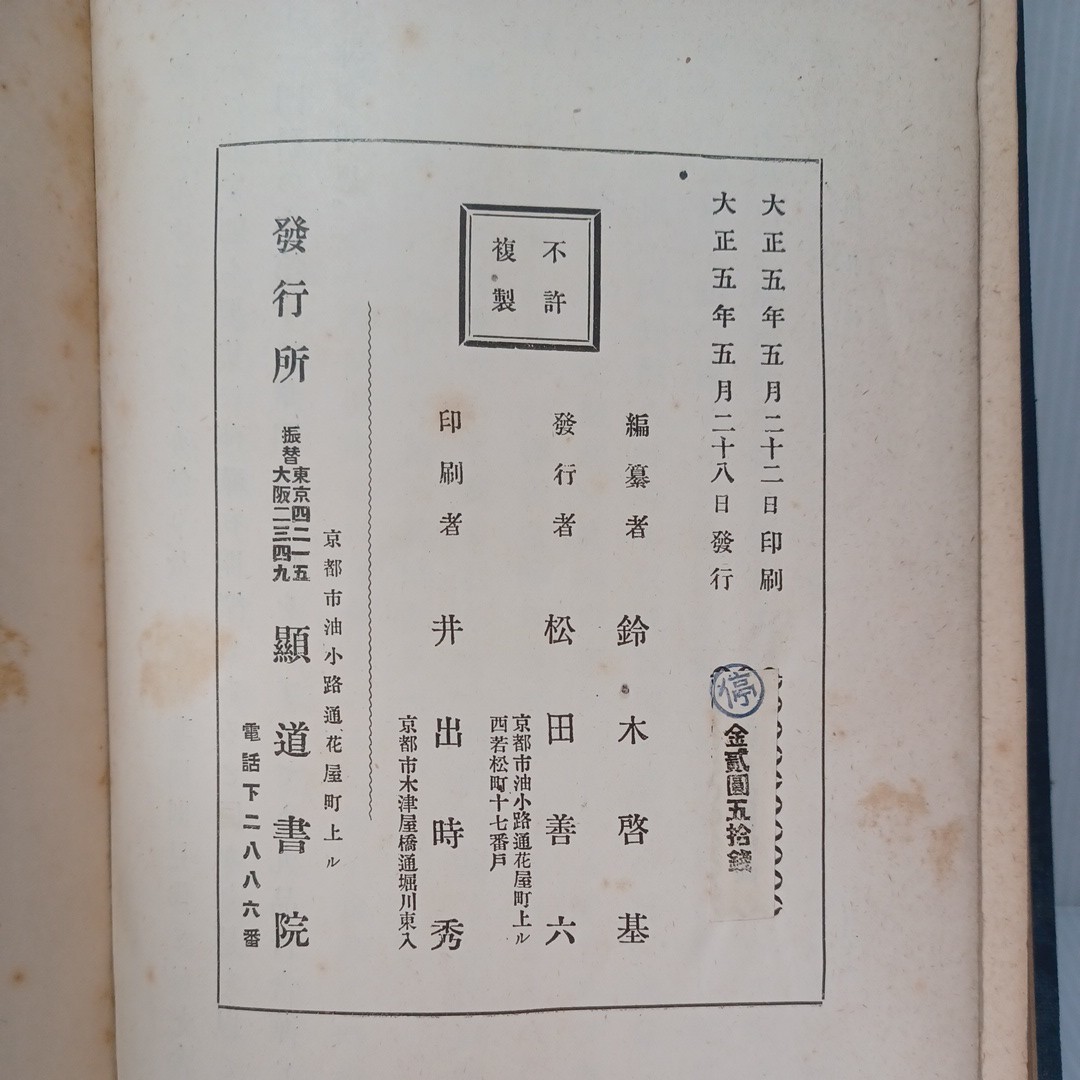 大正五年五月二十二日印刷
大正五年五月二十八日發行
停
金貳圓五拾錢
不許
複製
編纂者 鈴木啓基
發行者 松田善六
京都市油小路通花屋町上ル
西若松町十七番戸
印刷者 井出時秀
京都市木津屋橋通堀川東入
京都市油小路通花屋町上ル
發行所 顯道書院
振替東京四二一五
大阪二三四九
電話下二八八六番